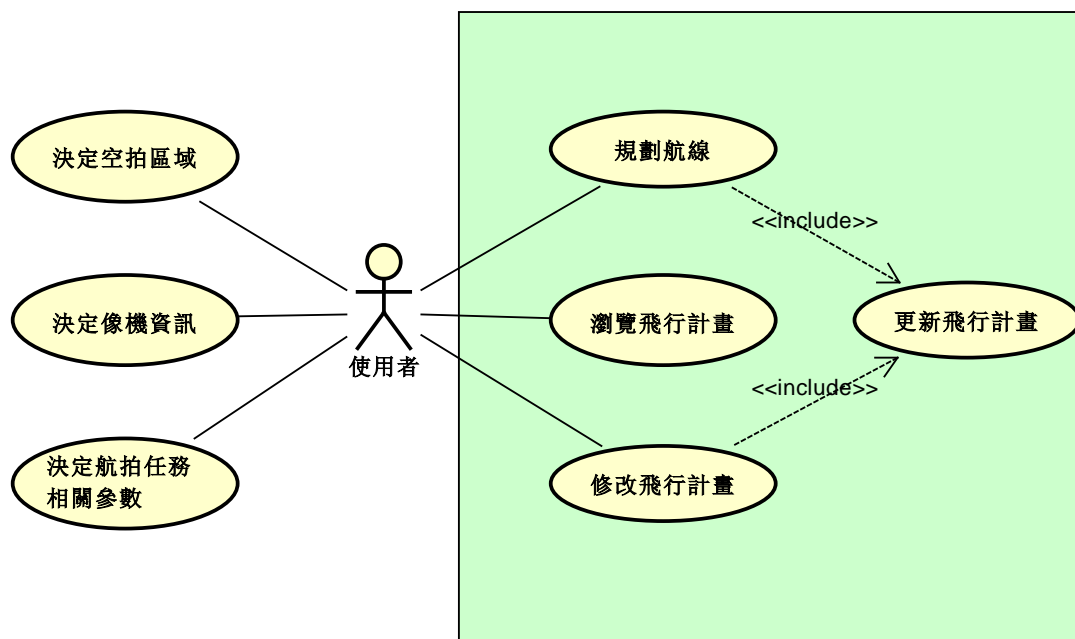 決定空拍區域
規劃航線
<<include>>
決定像機資訊
使用者
瀏覽飛行計畫
更新飛行計畫
<<include>>
決定航拍任務
相關參數
修改飛行計畫